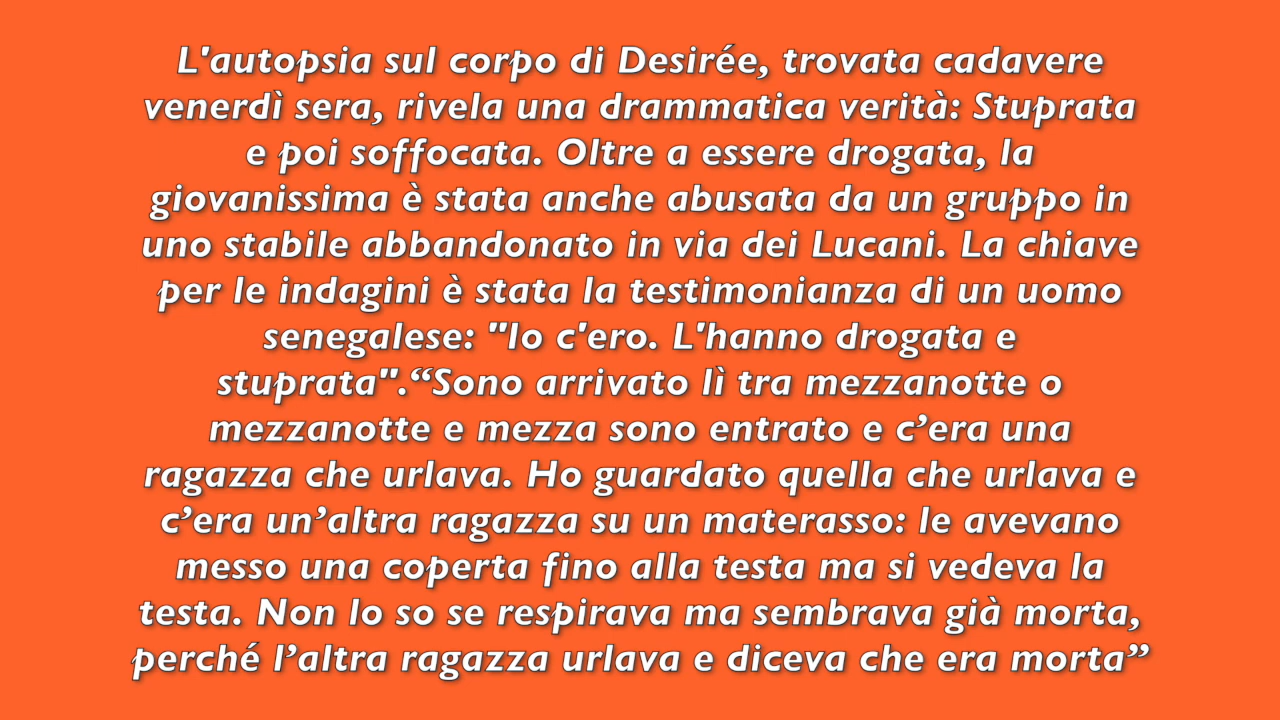 L'autopsia sul corpo di Desirée, trovata cadavere
venerdì sera, rivela una drammatica verità: Stuprata
e poi soffocata. Oltre a essere drogata, la
giovanissima è stata anche abusata da un gruppo in
uno stabile abbandonato in via dei Lucani. La chiave
per le indagini è stata la testimonianza di un uomo
senegalese: "Io c'ero. L'hanno drogata e
stuprata".“Sono arrivato lì tra mezzanotte o
mezzanotte e mezza sono entrato e c’era una
ragazza che urlava. Ho guardato quella che urlava e
c’era un’altra ragazza su un materasso: le avevano
messo una coperta fino alla testa ma si vedeva la
testa. Non lo so se respirava ma sembrava già morta,
perché l’altra ragazza urlava e diceva che era morta”